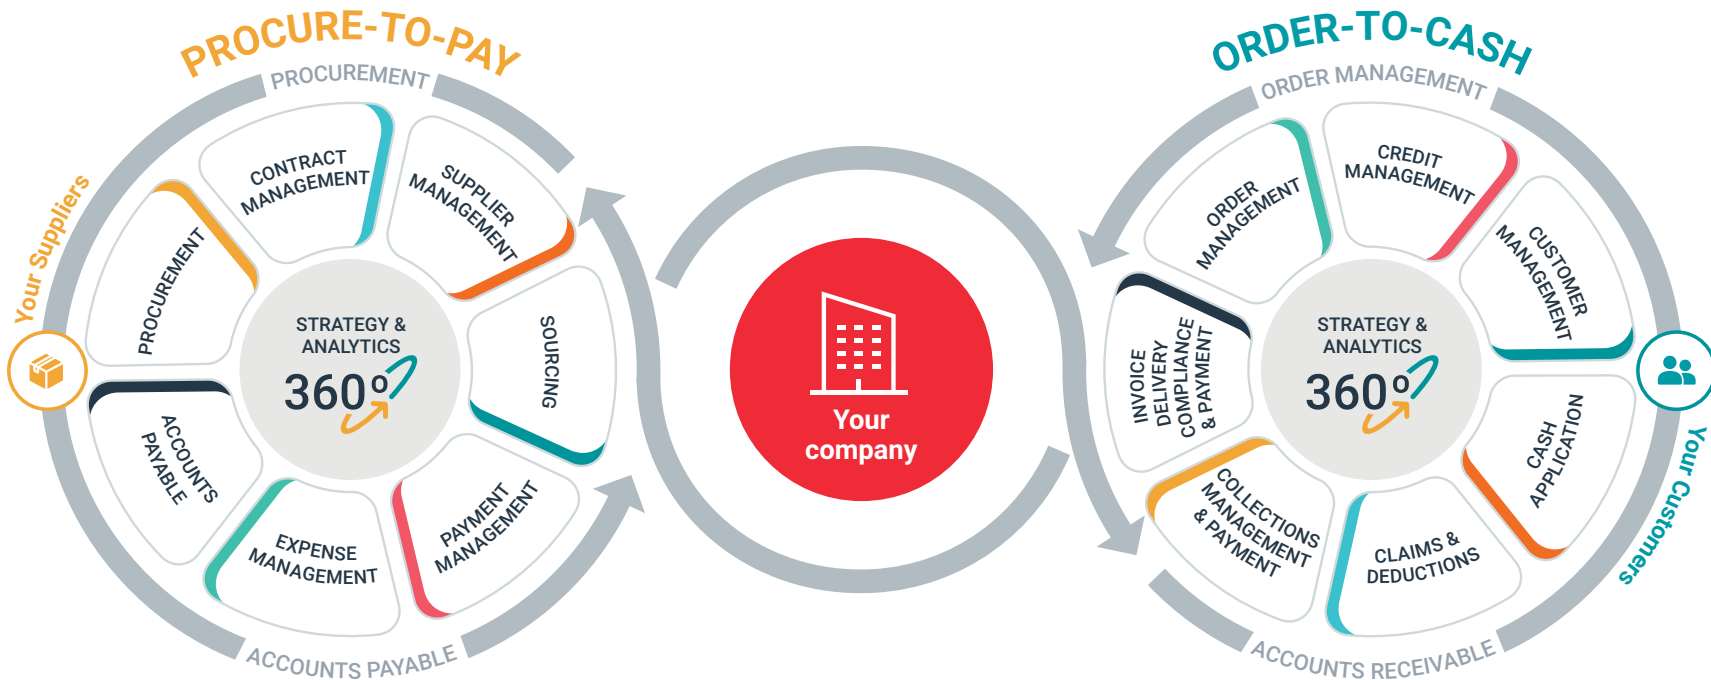 PROCURE-TO-PAY
PROCUREMENT
Your Suppliers
CONTRACT
MANAGEMENT
SUPPLIER
MANAGEMENT
SOURCING
PAYMENT
MANAGEMENT
EXPENSE
MANAGEMENT
ACCOUNTS
PAYABLE
PROCUREMENT
STRATEGY &
ANALYTICS
360º
ACCOUNTS PAYABLE
Your
company
ORDER-TO-CASH
ORDER MANAGEMENT
ORDER
MANAGEMENT
CREDIT
MANAGEMENT
CUSTOMER
MANAGEMENT
CASH
APPLICATION
CLAIMS &
DEDUCTIONS
COLLECTIONS
MANAGEMENT
& PAYMENT
INVOICE
DELIVERY
COMPLIANCE
& PAYMENT
STRATEGY &
ANALYTICS
360º
Your Customers
ACCOUNTS RECEIVABLE